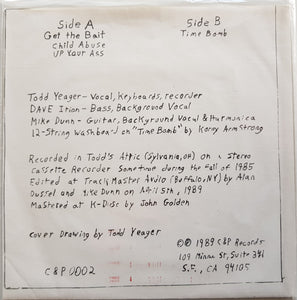 Side A
Get the Bait
Child Abuse
UP YOUR ASS
Side B
Time Bomb
Todd Yeager - Vocal, Keyboards, recorder
DAVE Irion - Bass, Background Vocal
Mike Dunn - Guitar, Background Vocal & Harmonica
12-String Washboard on "Time Bomb" by Korey Armstrong
Recorded in Todd's Attic (Sylvania, OH) on a Stereo
Cassette Recorder Sometime during the fall of 1985
Edited at Track Master Audio (Buffalo, NY) by Alan
Dussel and Mike Dunn on April 5th, 1989
Mastered at K-Disc by John Golden
Cover Drawing by Todd Yeager
C&P 0002
©℗ 1989 C&P Records
109 Minna St, Suite 341
S.F., CA 94105